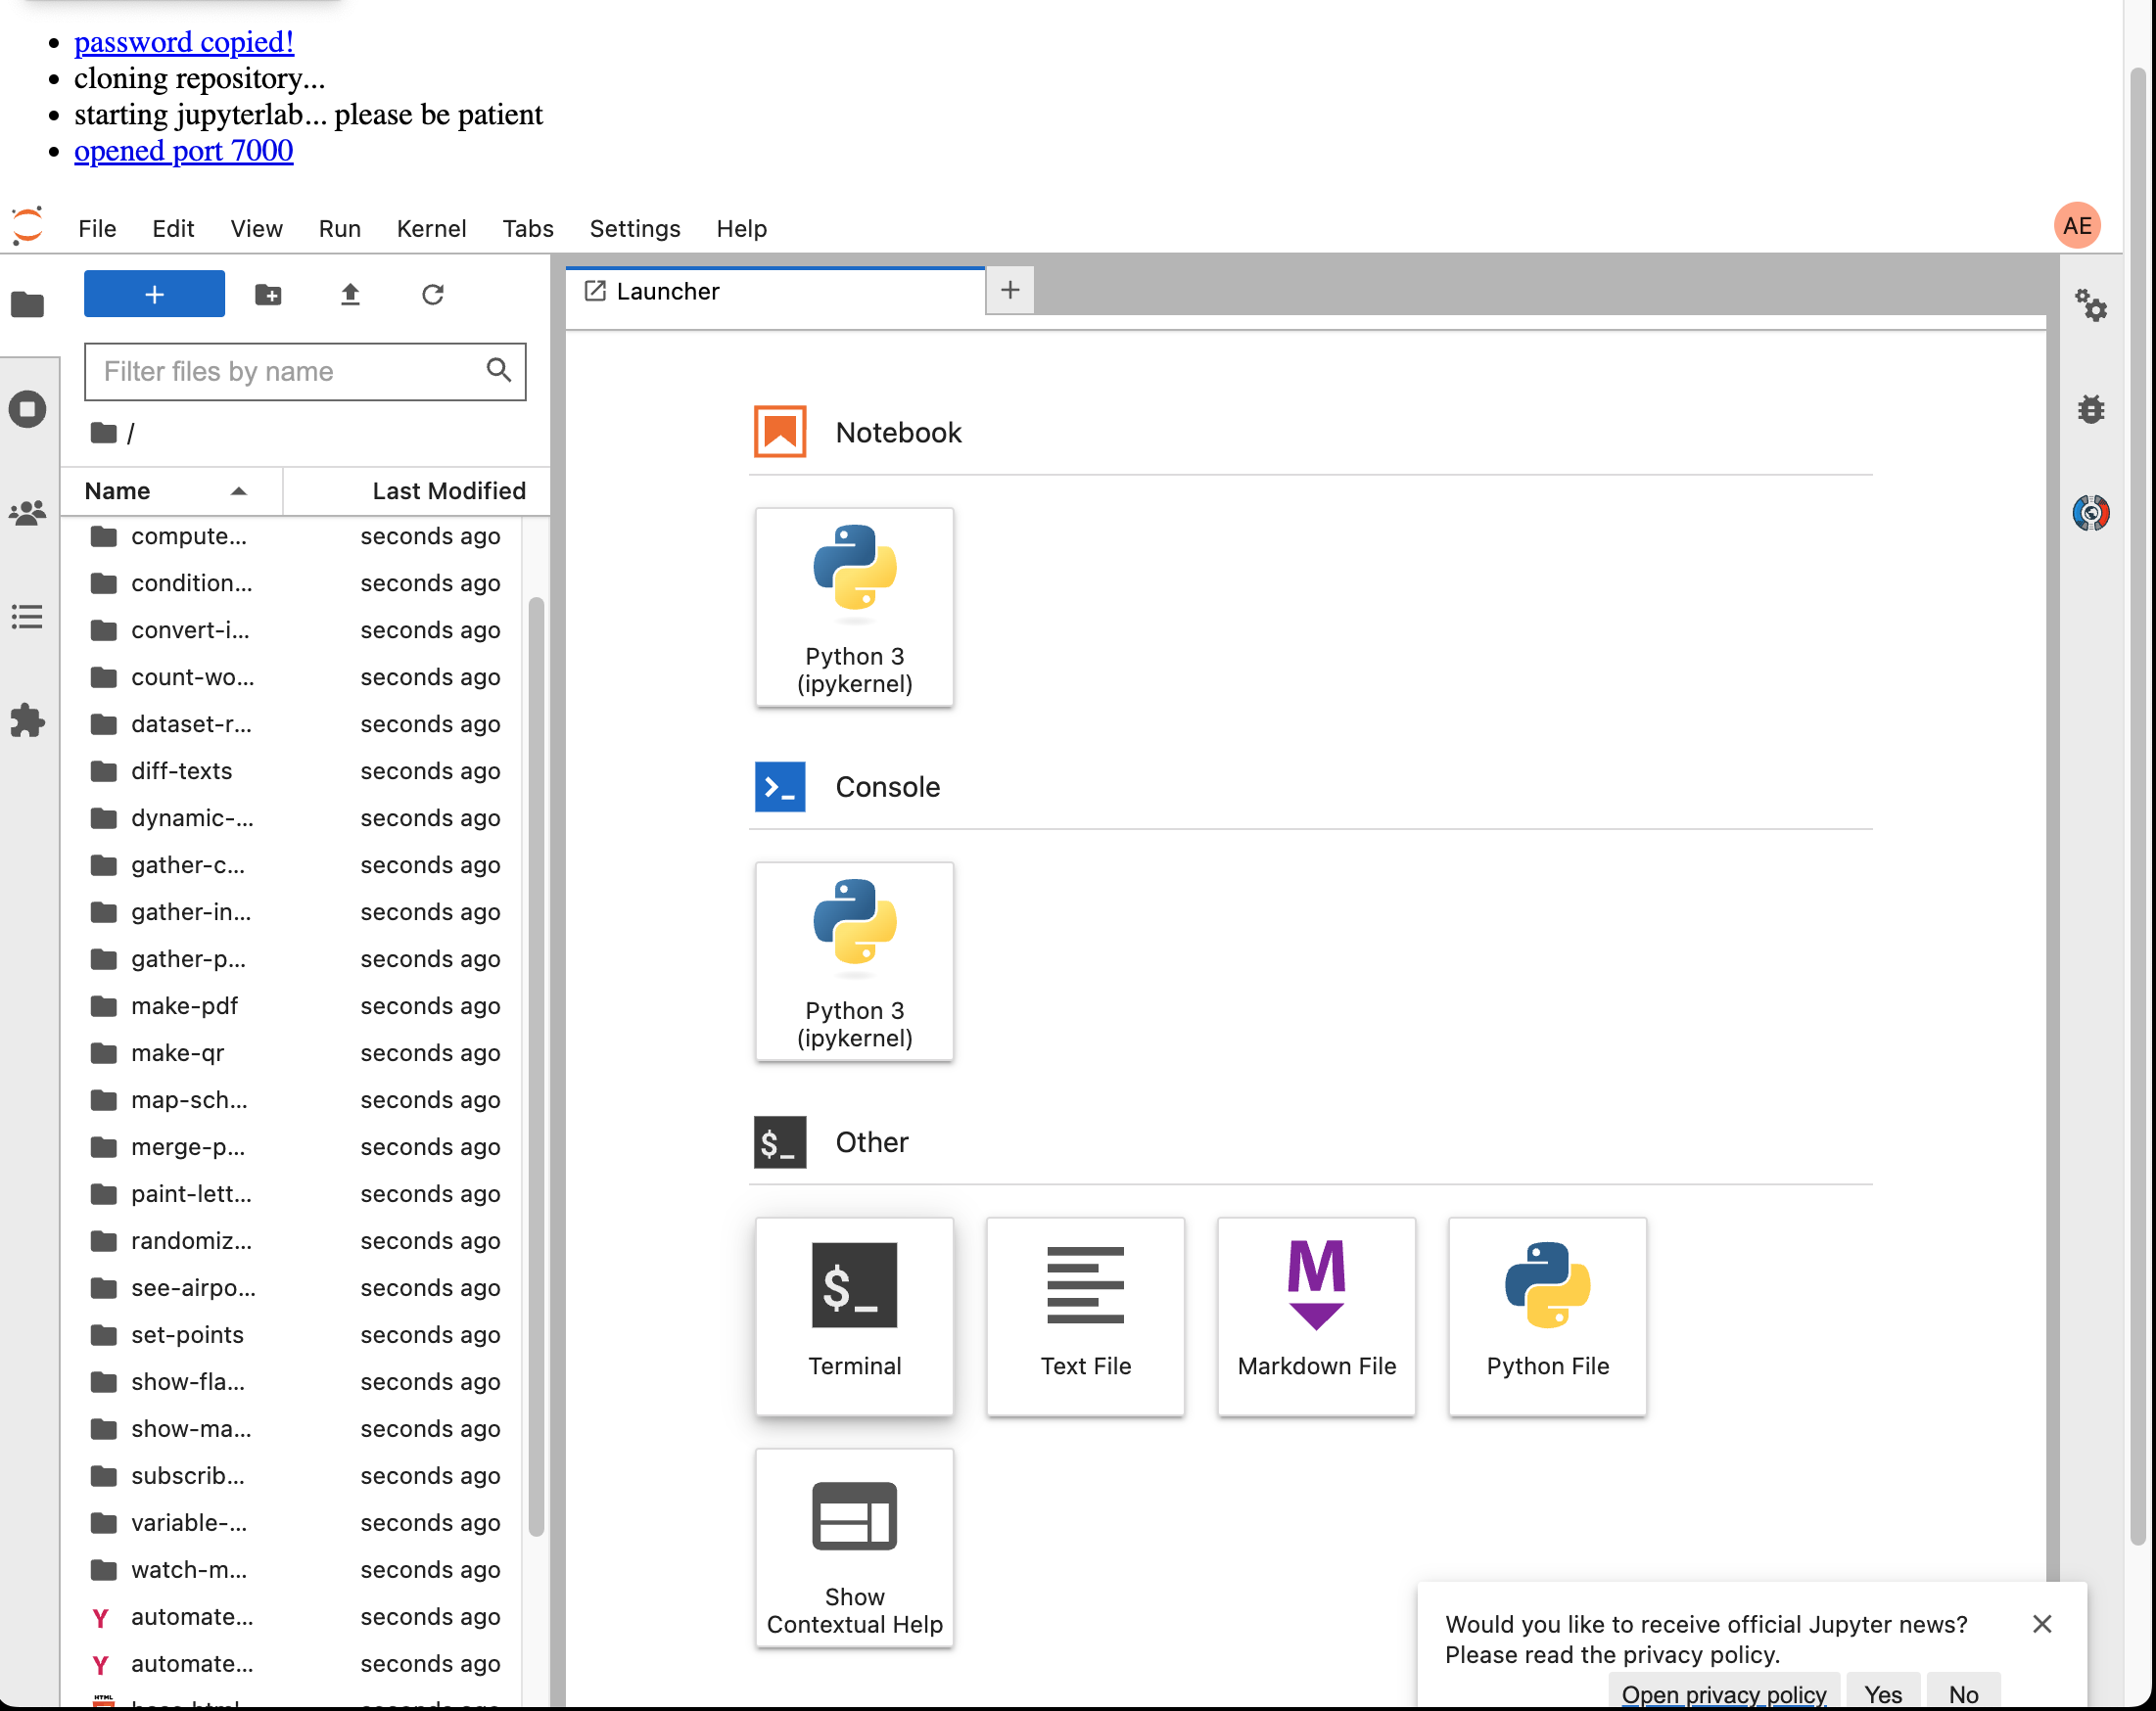 password copied!
cloning repository...
starting jupyterlab... please be patient
opened port 7000
File Edit View Run Kernel Tabs Settings Help
AE
+
Launcher
+
Filter files by name
/
Name Last Modified
compute... seconds ago
condition... seconds ago
convert-i... seconds ago
count-wo... seconds ago
dataset-r... seconds ago
diff-texts seconds ago
dynamic-... seconds ago
gather-c... seconds ago
gather-in... seconds ago
gather-p... seconds ago
make-pdf seconds ago
make-qr seconds ago
map-sch... seconds ago
merge-p... seconds ago
paint-lett... seconds ago
randomiz... seconds ago
see-airpo... seconds ago
set-points seconds ago
show-fla... seconds ago
show-ma... seconds ago
subscrib... seconds ago
variable-... seconds ago
watch-m... seconds ago
Y automate... seconds ago
Y automate... seconds ago
HTML
Notebook
Python 3
(ipykernel)
>_ Console
Python 3
(ipykernel)
$_ Other
$_
Terminal
Text File
M
Markdown File
Python File
Show
Contextual Help
Would you like to receive official Jupyter news?
Please read the privacy policy.
Open privacy policy Yes No